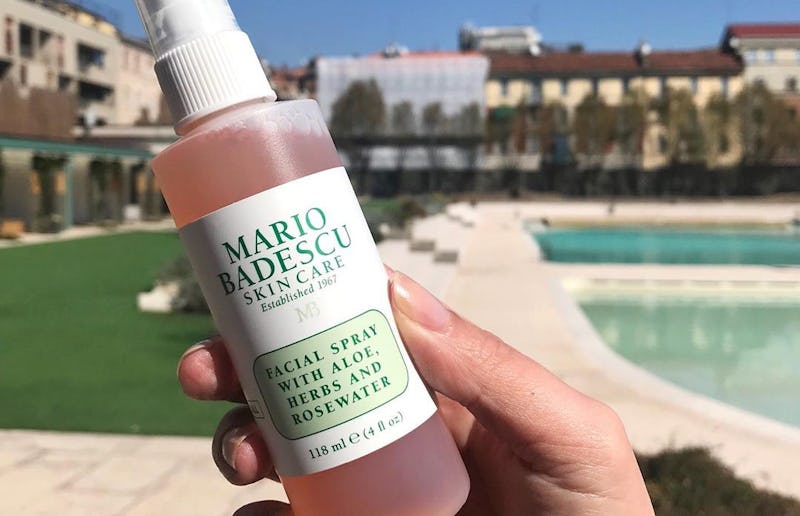 MARIO
BADESCU
SKIN CARE
Established 1967
MB
FACIAL SPRAY
WITH ALOE,
HERBS AND
ROSEWATER
118 ml e (4 fl oz)